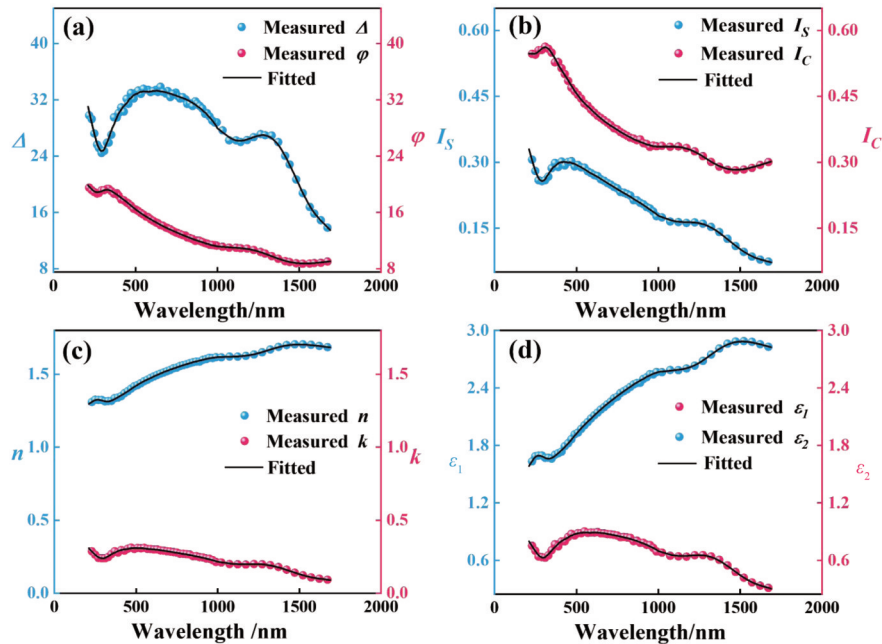 (a)
Measured Δ
Measured φ
Fitted
40
32
24
16
8
Δ
40
32
24
16
8
φ
0 500 1000 1500 2000
Wavelength/nm
(b)
Measured I_S
Measured I_C
Fitted
0.60
0.45
0.30
0.15
I_S
0.60
0.45
0.30
0.15
I_C
0 500 1000 1500 2000
Wavelength/nm
(c)
Measured n
Measured k
Fitted
1.5
1.0
0.5
0.0
n
1.5
1.0
0.5
0.0
k
0 500 1000 1500 2000
Wavelength /nm
(d)
Measured ε_1
Measured ε_2
Fitted
3.0
2.4
1.8
1.2
0.6
ε_1
3.0
2.4
1.8
1.2
0.6
ε_2
0 500 1000 1500 2000
Wavelength/nm